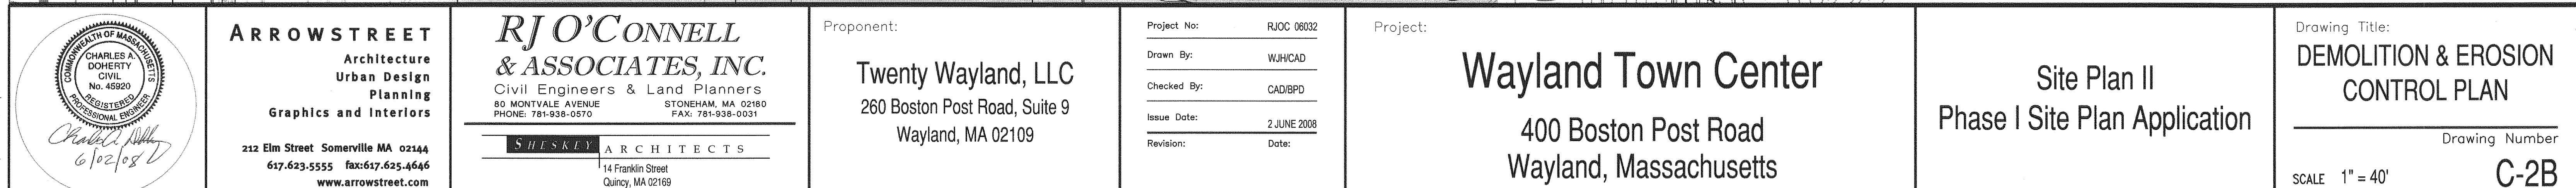 COMMONWEALTH OF MASSACHUSETTS
CHARLES A.
DOHERTY
CIVIL
No. 45920
REGISTERED
PROFESSIONAL ENGINEER
6/02/08
ARROWSTREET
Architecture
Urban Design
Planning
Graphics and Interiors
212 Elm Street Somerville MA 02144
617.623.5555 fax:617.625.4646
www.arrowstreet.com
RJ O'CONNELL
& ASSOCIATES, INC.
Civil Engineers & Land Planners
80 MONTVALE AVENUE STONEHAM, MA 02180
PHONE: 781-938-0570 FAX: 781-938-0031
SHESKEY ARCHITECTS
14 Franklin Street
Quincy, MA 02169
Proponent:
Twenty Wayland, LLC
260 Boston Post Road, Suite 9
Wayland, MA 02109
Project No: RJOC 06032
Drawn By: WJH/CAD
Checked By: CAD/BPD
Issue Date: 2 JUNE 2008
Revision: Date:
Project:
Wayland Town Center
400 Boston Post Road
Wayland, Massachusetts
Site Plan II
Phase I Site Plan Application
Drawing Title:
DEMOLITION & EROSION
CONTROL PLAN
Drawing Number
SCALE 1" = 40' C-2B